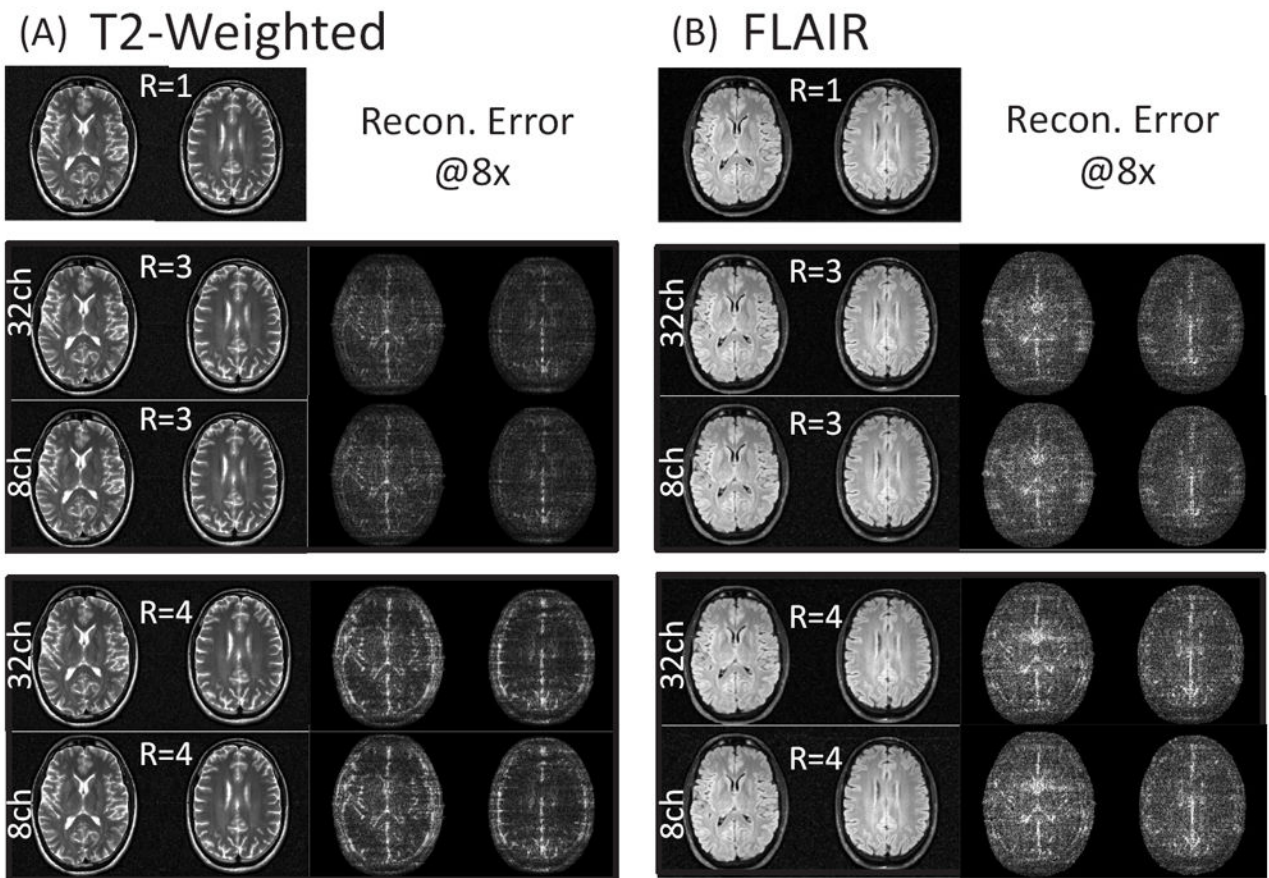 (A) T2-Weighted
R=1
Recon. Error
@8x
32ch
R=3
8ch
R=3
32ch
R=4
8ch
R=4
(B) FLAIR
R=1
Recon. Error
@8x
32ch
R=3
8ch
R=3
32ch
R=4
8ch
R=4